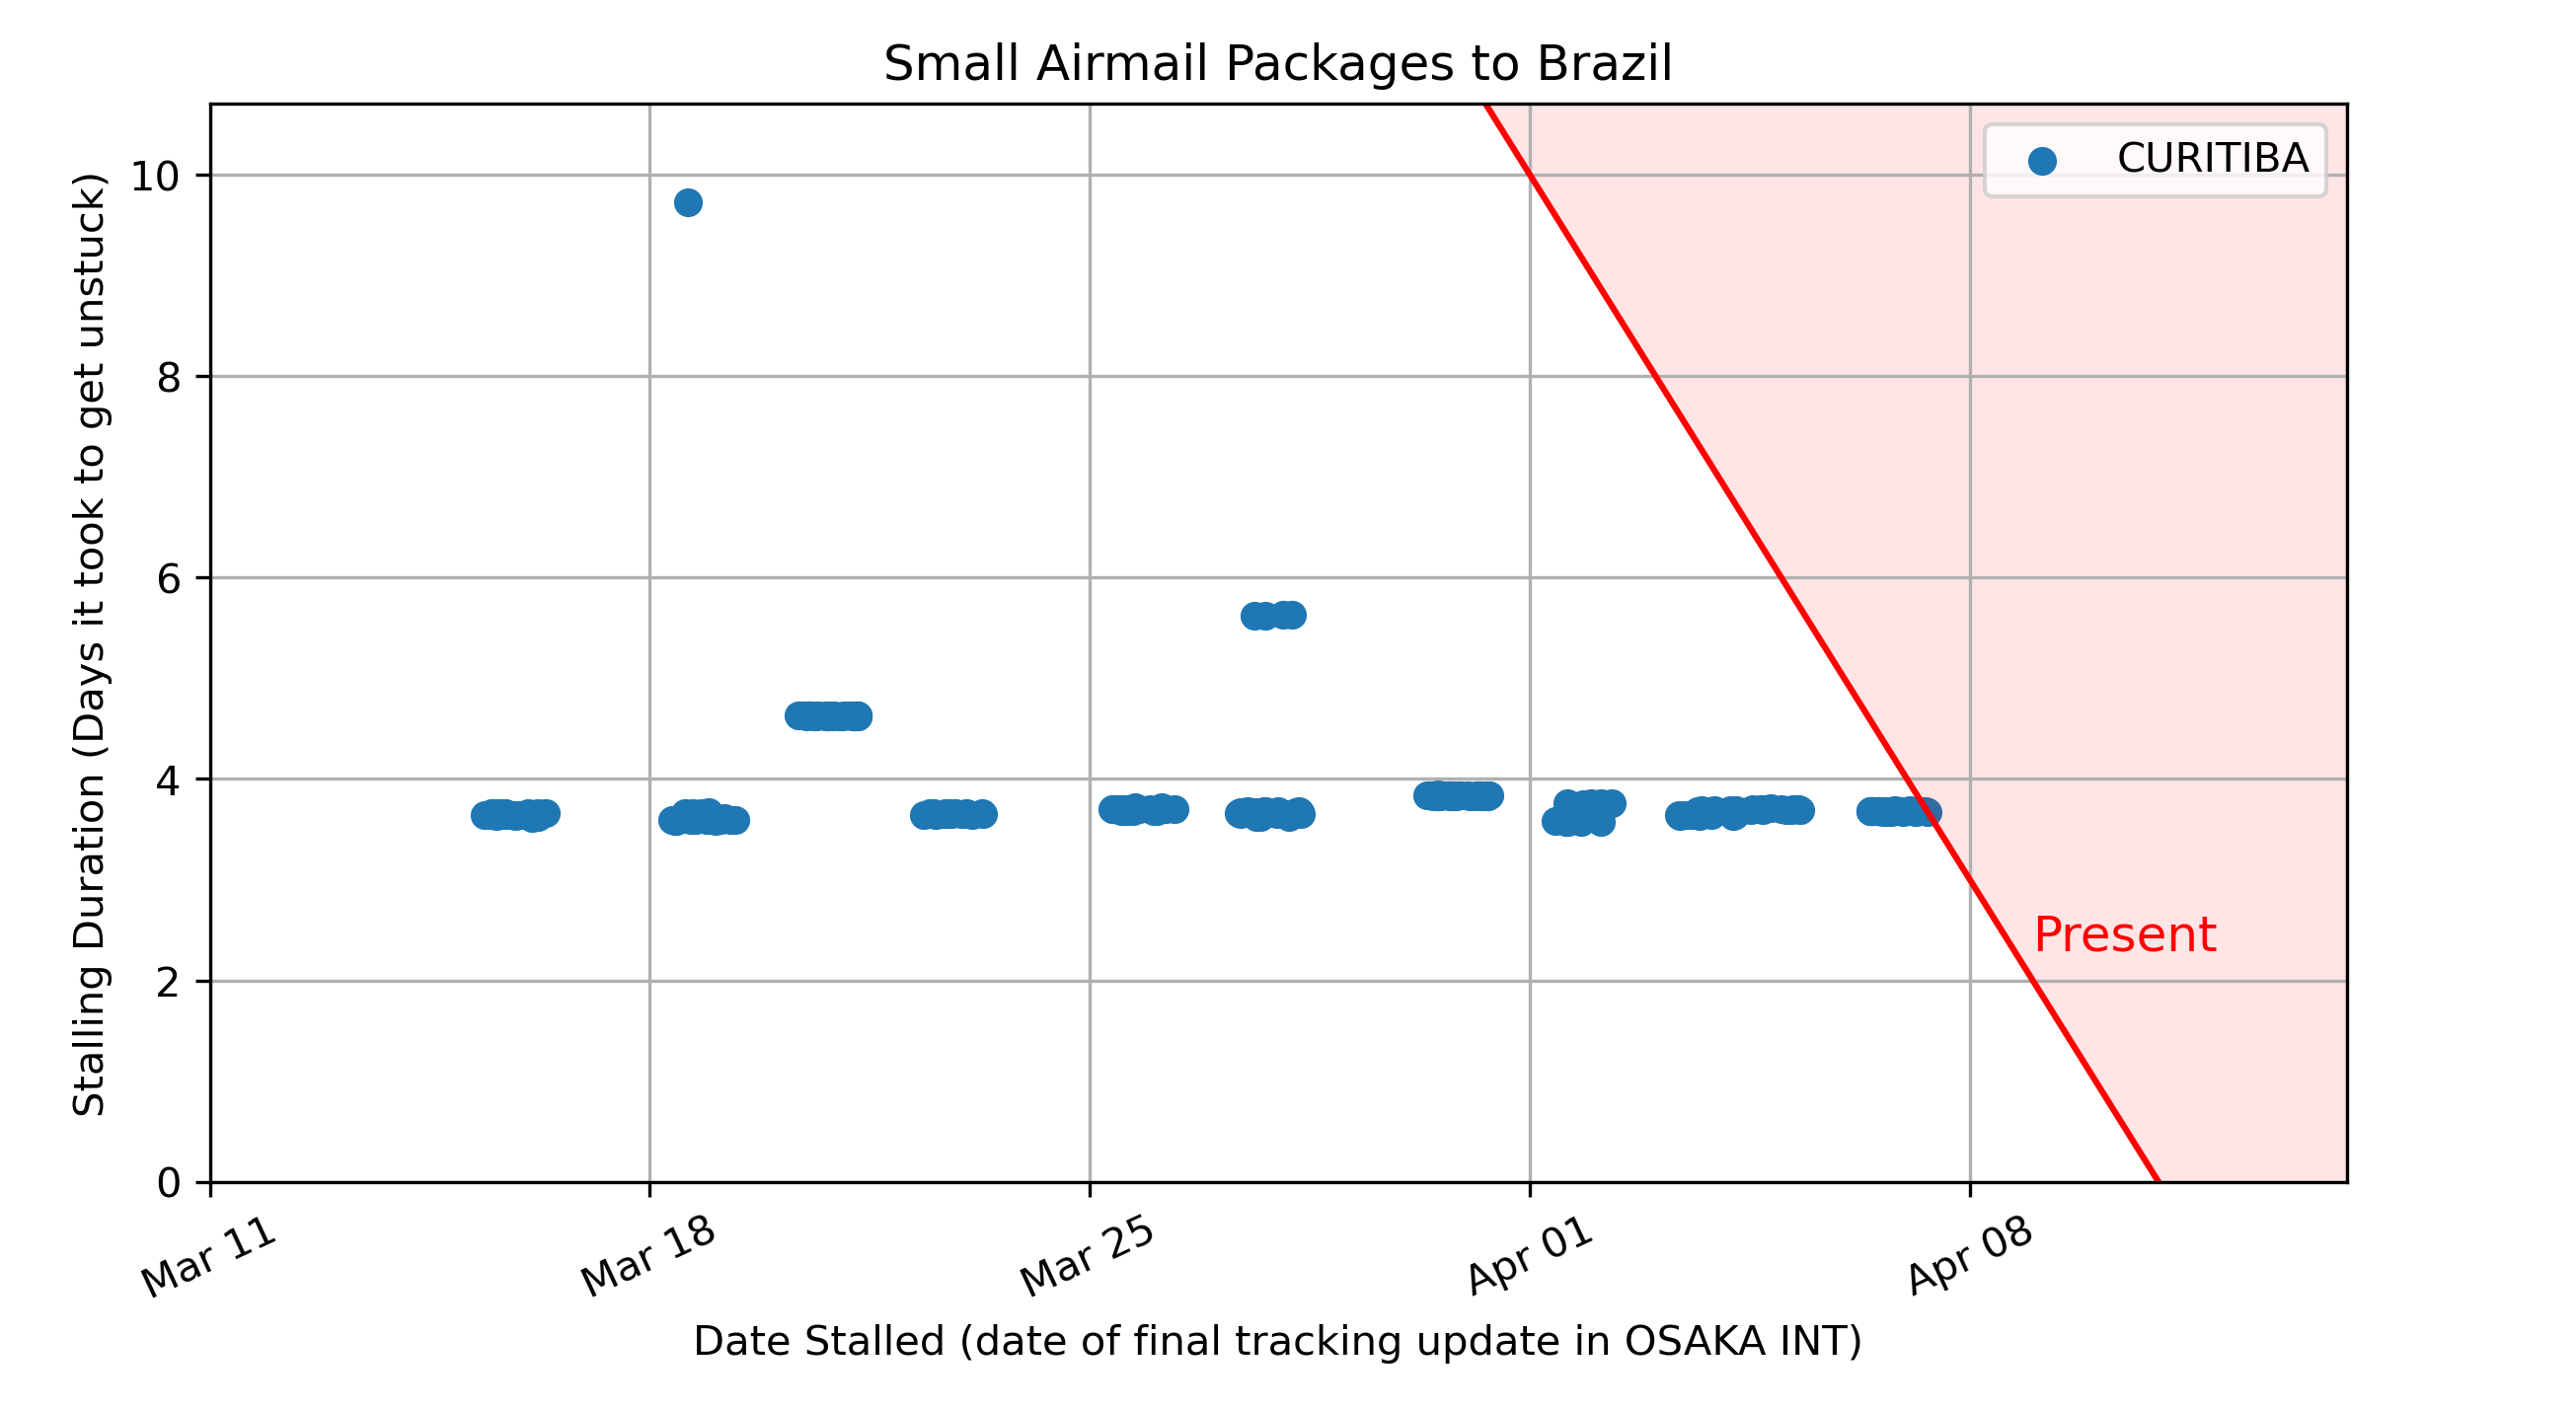 Small Airmail Packages to Brazil
CURITIBA
Stalling Duration (Days it took to get unstuck)
10
8
6
4
2
0
Present
Mar 11
Mar 18
Mar 25
Apr 01
Apr 08
Date Stalled (date of final tracking update in OSAKA INT)